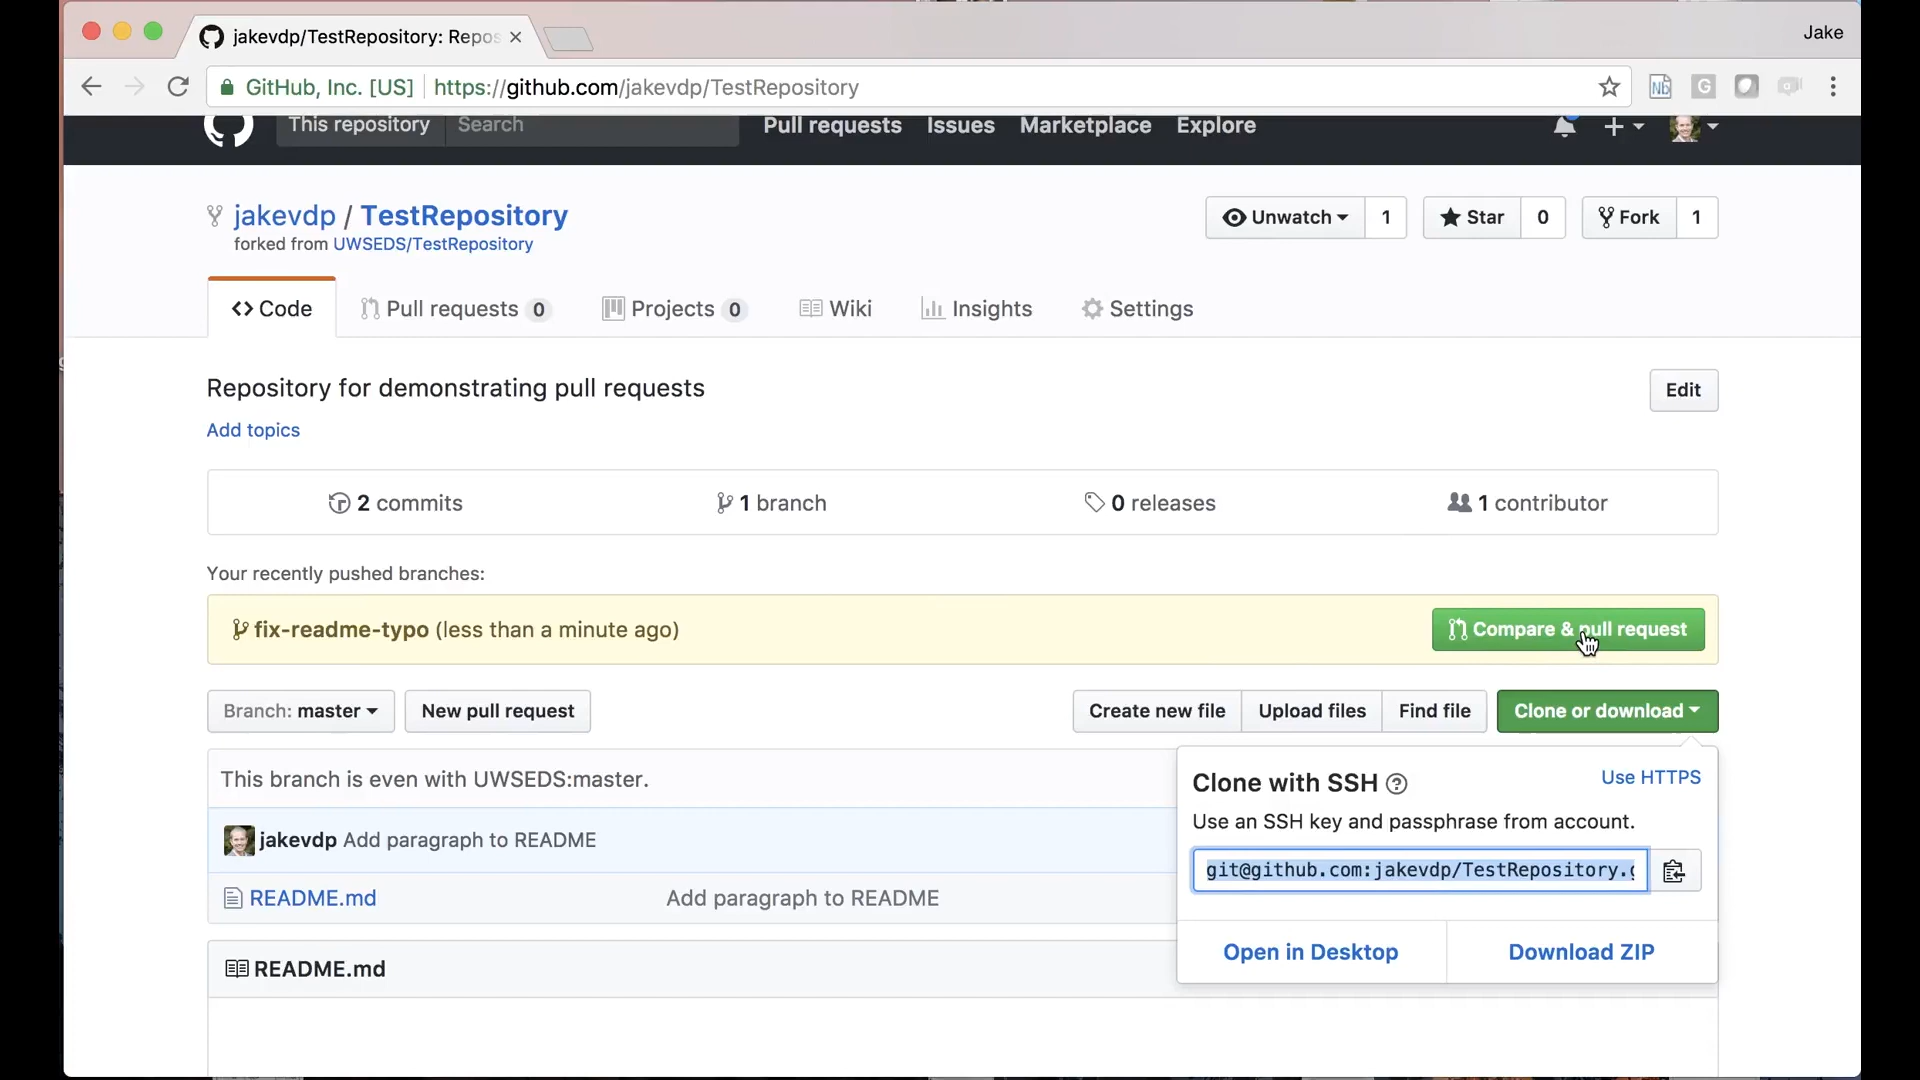 jakevdp/TestRepository: Repos
Jake
GitHub, Inc. [US] https://github.com/jakevdp/TestRepository
This repository Search Pull requests Issues Marketplace Explore
jakevdp / TestRepository
forked from UWSEDS/TestRepository
Unwatch 1 Star 0 Fork 1
Code Pull requests 0 Projects 0 Wiki Insights Settings
Repository for demonstrating pull requests
Edit
Add topics
2 commits 1 branch 0 releases 1 contributor
Your recently pushed branches:
fix-readme-typo (less than a minute ago)
Compare & pull request
Branch: master New pull request Create new file Upload files Find file Clone or download
This branch is even with UWSEDS:master.
jakevdp Add paragraph to README
README.md Add paragraph to README
README.md
Clone with SSH ?
Use HTTPS
Use an SSH key and passphrase from account.
git@github.com:jakevdp/TestRepository.g
Open in Desktop Download ZIP